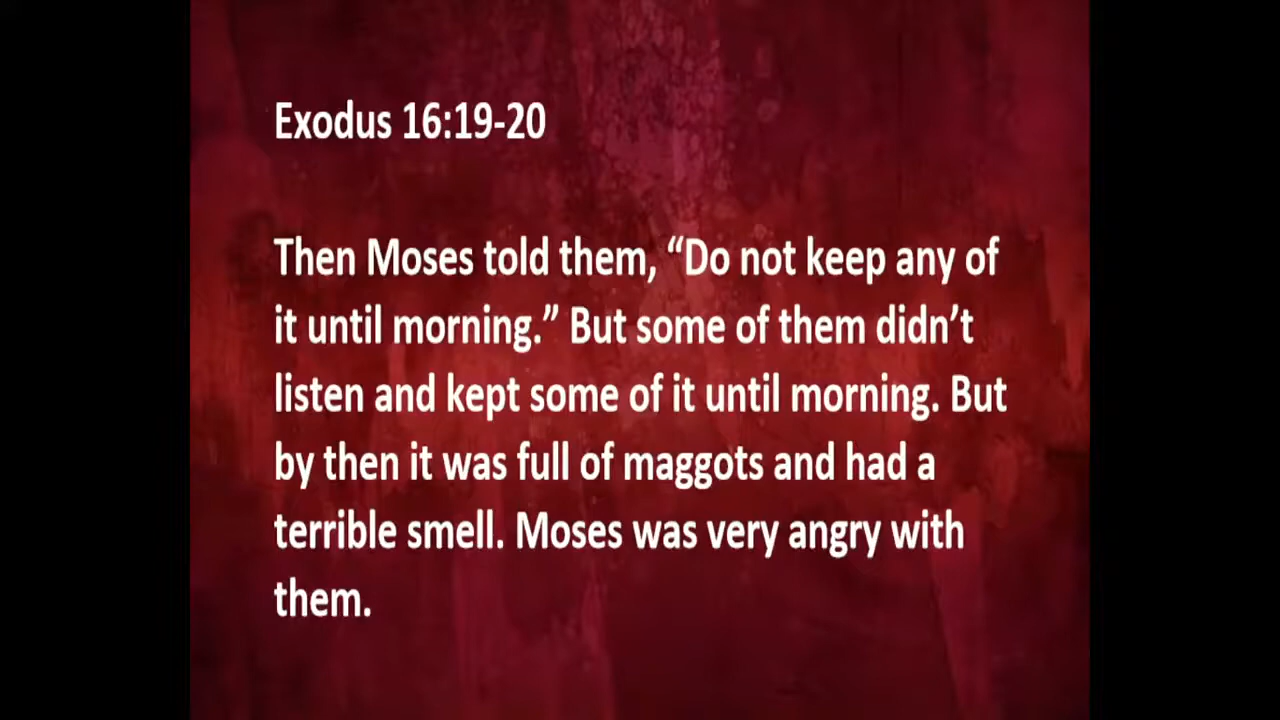 Exodus 16:19-20
Then Moses told them, “Do not keep any of
it until morning.” But some of them didn’t
listen and kept some of it until morning. But
by then it was full of maggots and had a
terrible smell. Moses was very angry with
them.